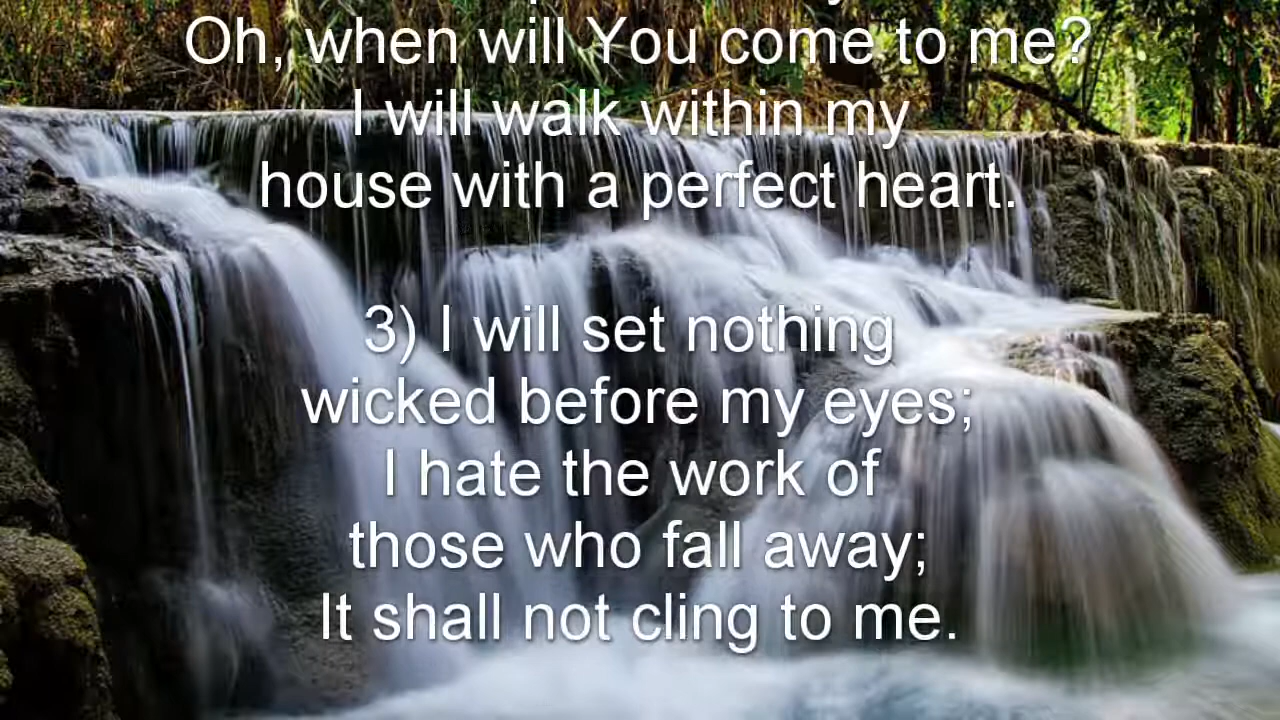 Oh, when will You come to me?
I will walk within my
house with a perfect heart.
3) I will set nothing
wicked before my eyes;
I hate the work of
those who fall away;
It shall not cling to me.